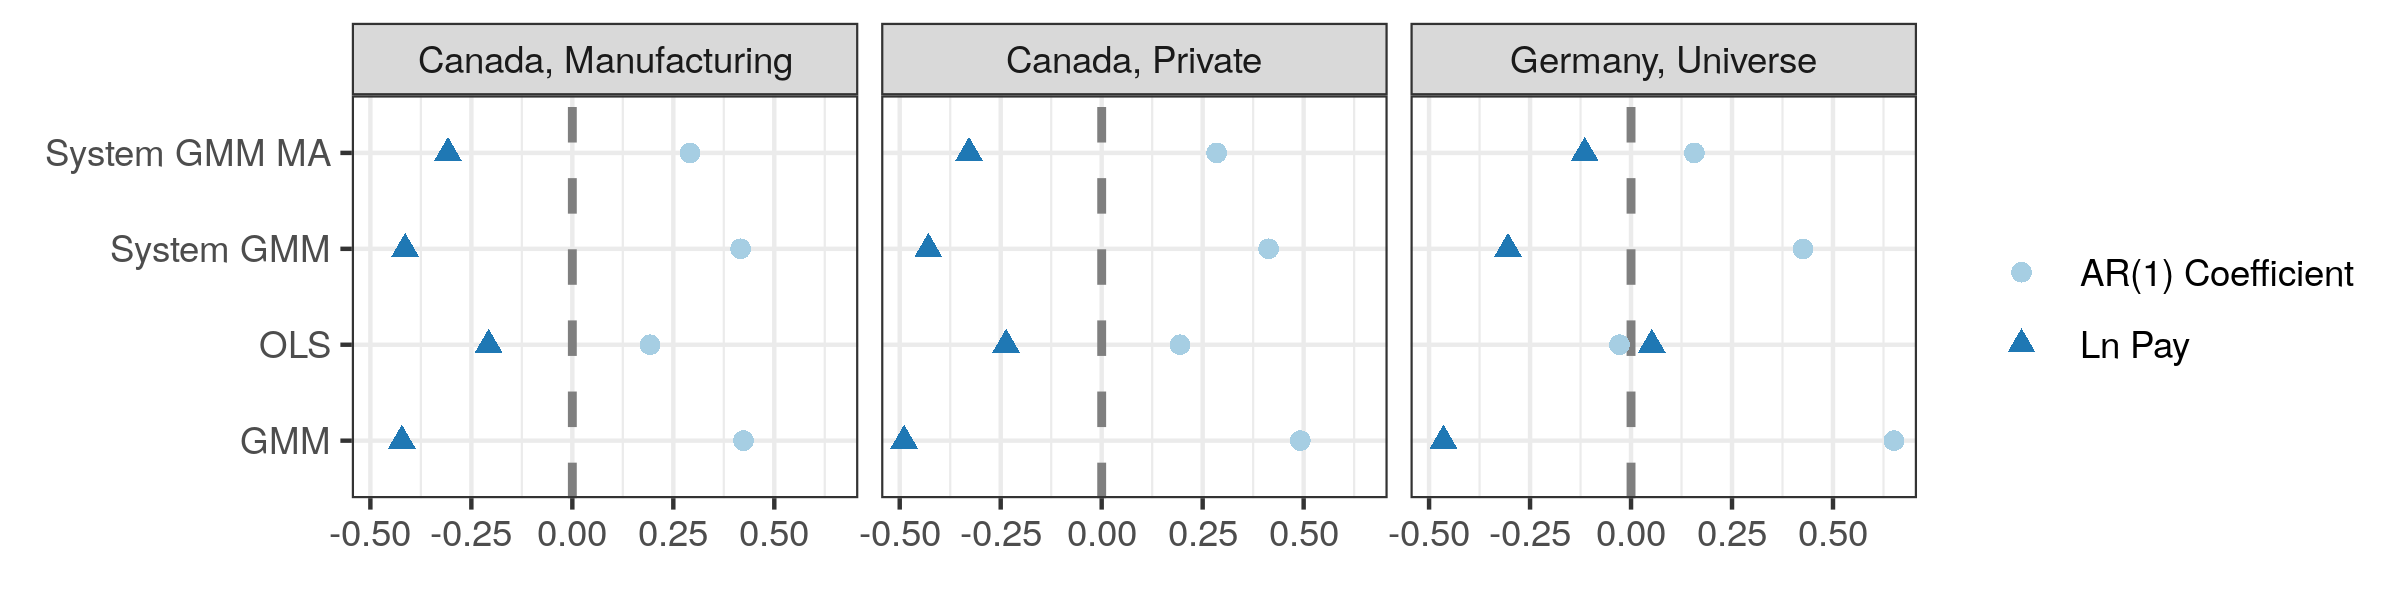 Canada, Manufacturing
Canada, Private
Germany, Universe
System GMM MA
System GMM
OLS
GMM
-0.50 -0.25 0.00 0.25 0.50
-0.50 -0.25 0.00 0.25 0.50
-0.50 -0.25 0.00 0.25 0.50
AR(1) Coefficient
Ln Pay